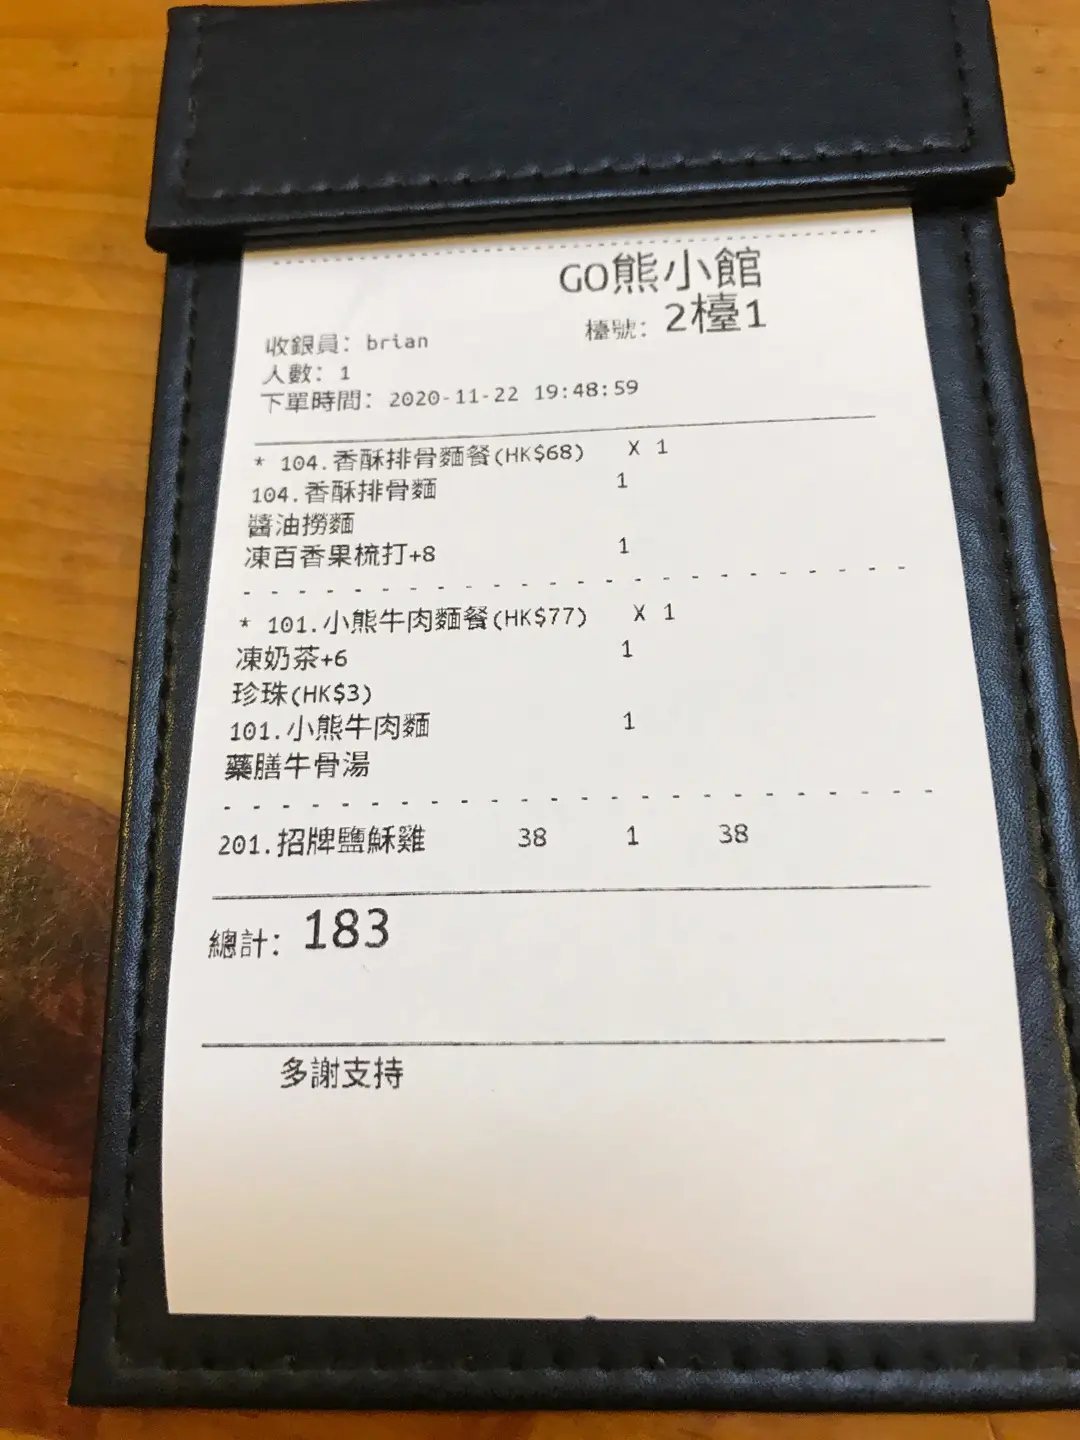 GO熊小館
檯號： 2檯1
收銀員： brian
人數： 1
下單時間： 2020-11-22 19:48:59
* 104.香酥排骨麵餐(HK$68) X 1
104.香酥排骨麵 1
醬油撈麵
凍百香果梳打+8 1
* 101.小熊牛肉麵餐(HK$77) X 1
凍奶茶+6 1
珍珠(HK$3)
101.小熊牛肉麵 1
藥膳牛骨湯
201.招牌鹽穌雞 38 1 38
總計： 183
多謝支持